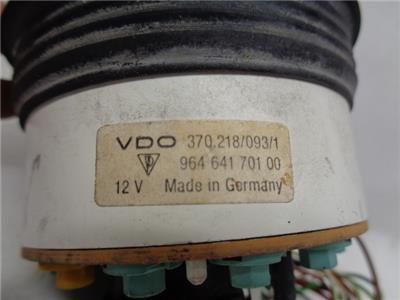 VDO 370.218/093/1
964 641 701 00
12 V Made in Germany